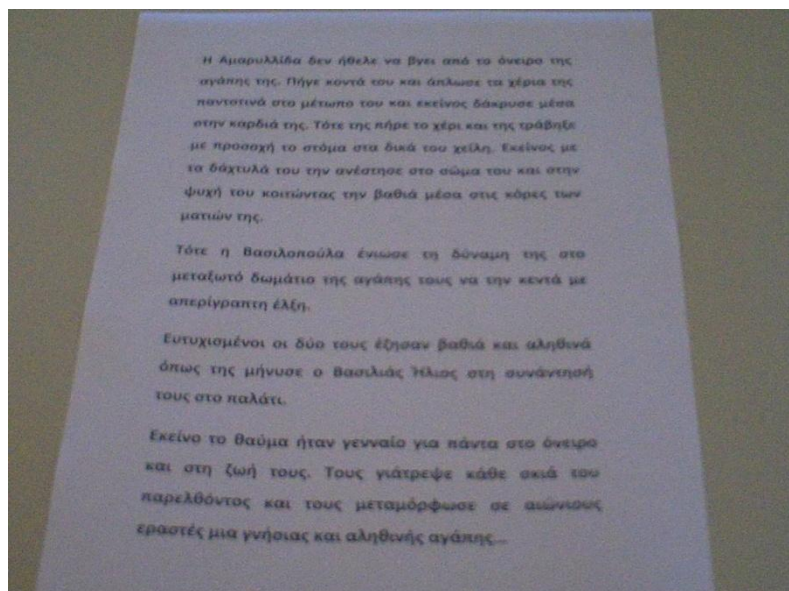 Η Αμαρυλλίδα δεν ήθελε να βγει από το όνειρο της
αγάπης της. Πήγε κοντά του και άπλωσε τα χέρια της
παντοτινά στο μέτωπο του και εκείνος δάκρυσε μέσα
στην καρδιά της. Τότε της πήρε το χέρι και της τράβηξε
με προσοχή το στόμα στα δικά του χείλη. Εκείνος με
τα δάχτυλά του την ανέστησε στο σώμα του και στην
ψυχή του κοιτώντας την βαθιά μέσα στις κόρες των
ματιών της.
Τότε η Βασιλοπούλα ένιωσε τη δύναμη της στο
μεταξωτό δωμάτιο της αγάπης τους να την κεντά με
απερίγραπτη έλξη.
Ευτυχισμένοι οι δύο τους έζησαν βαθιά και αληθινά
όπως της μήνυσε ο Βασιλιάς Ήλιος στη συνάντησή
τους στο παλάτι.
Εκείνο το θαύμα ήταν γενναίο για πάντα στο όνειρο
και στη ζωή τους. Τους γιάτρεψε κάθε σκιά του
παρελθόντος και τους μεταμόρφωσε σε αιώνιους
εραστές μια γνήσιας και αληθινής αγάπης...